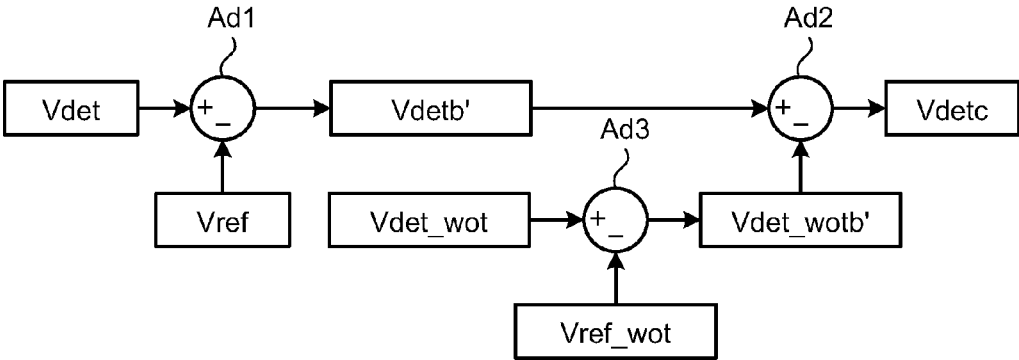 Ad1
Ad2
Vdet
+
−
Vdetb'
+
−
Vdetc
Ad3
Vref
Vdet_wot
+
−
Vdet_wotb'
Vref_wot